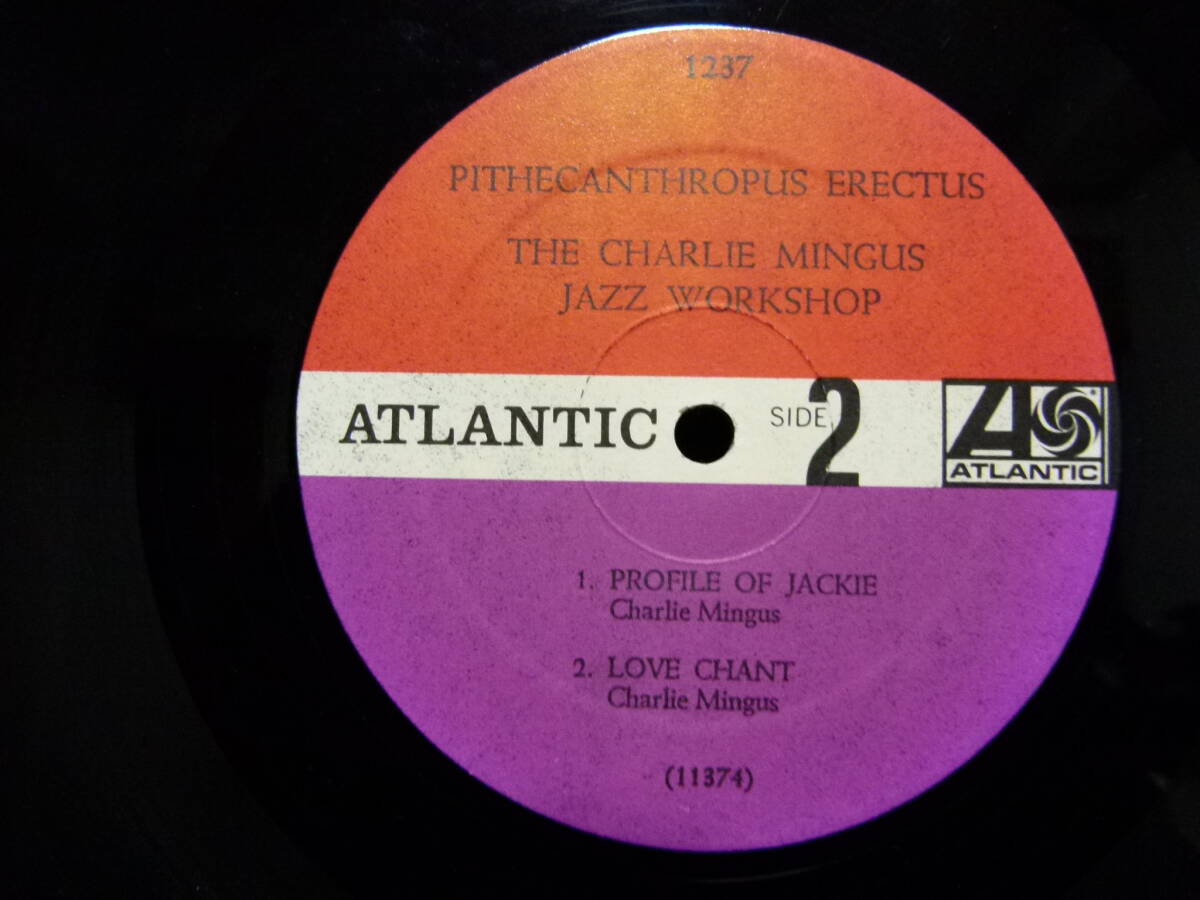 1237
PITHECANTHROPUS ERECTUS
THE CHARLIE MINGUS
JAZZ WORKSHOP
ATLANTIC
SIDE 2
A
ATLANTIC
1. PROFILE OF JACKIE
Charlie Mingus
2. LOVE CHANT
Charlie Mingus
(11374)